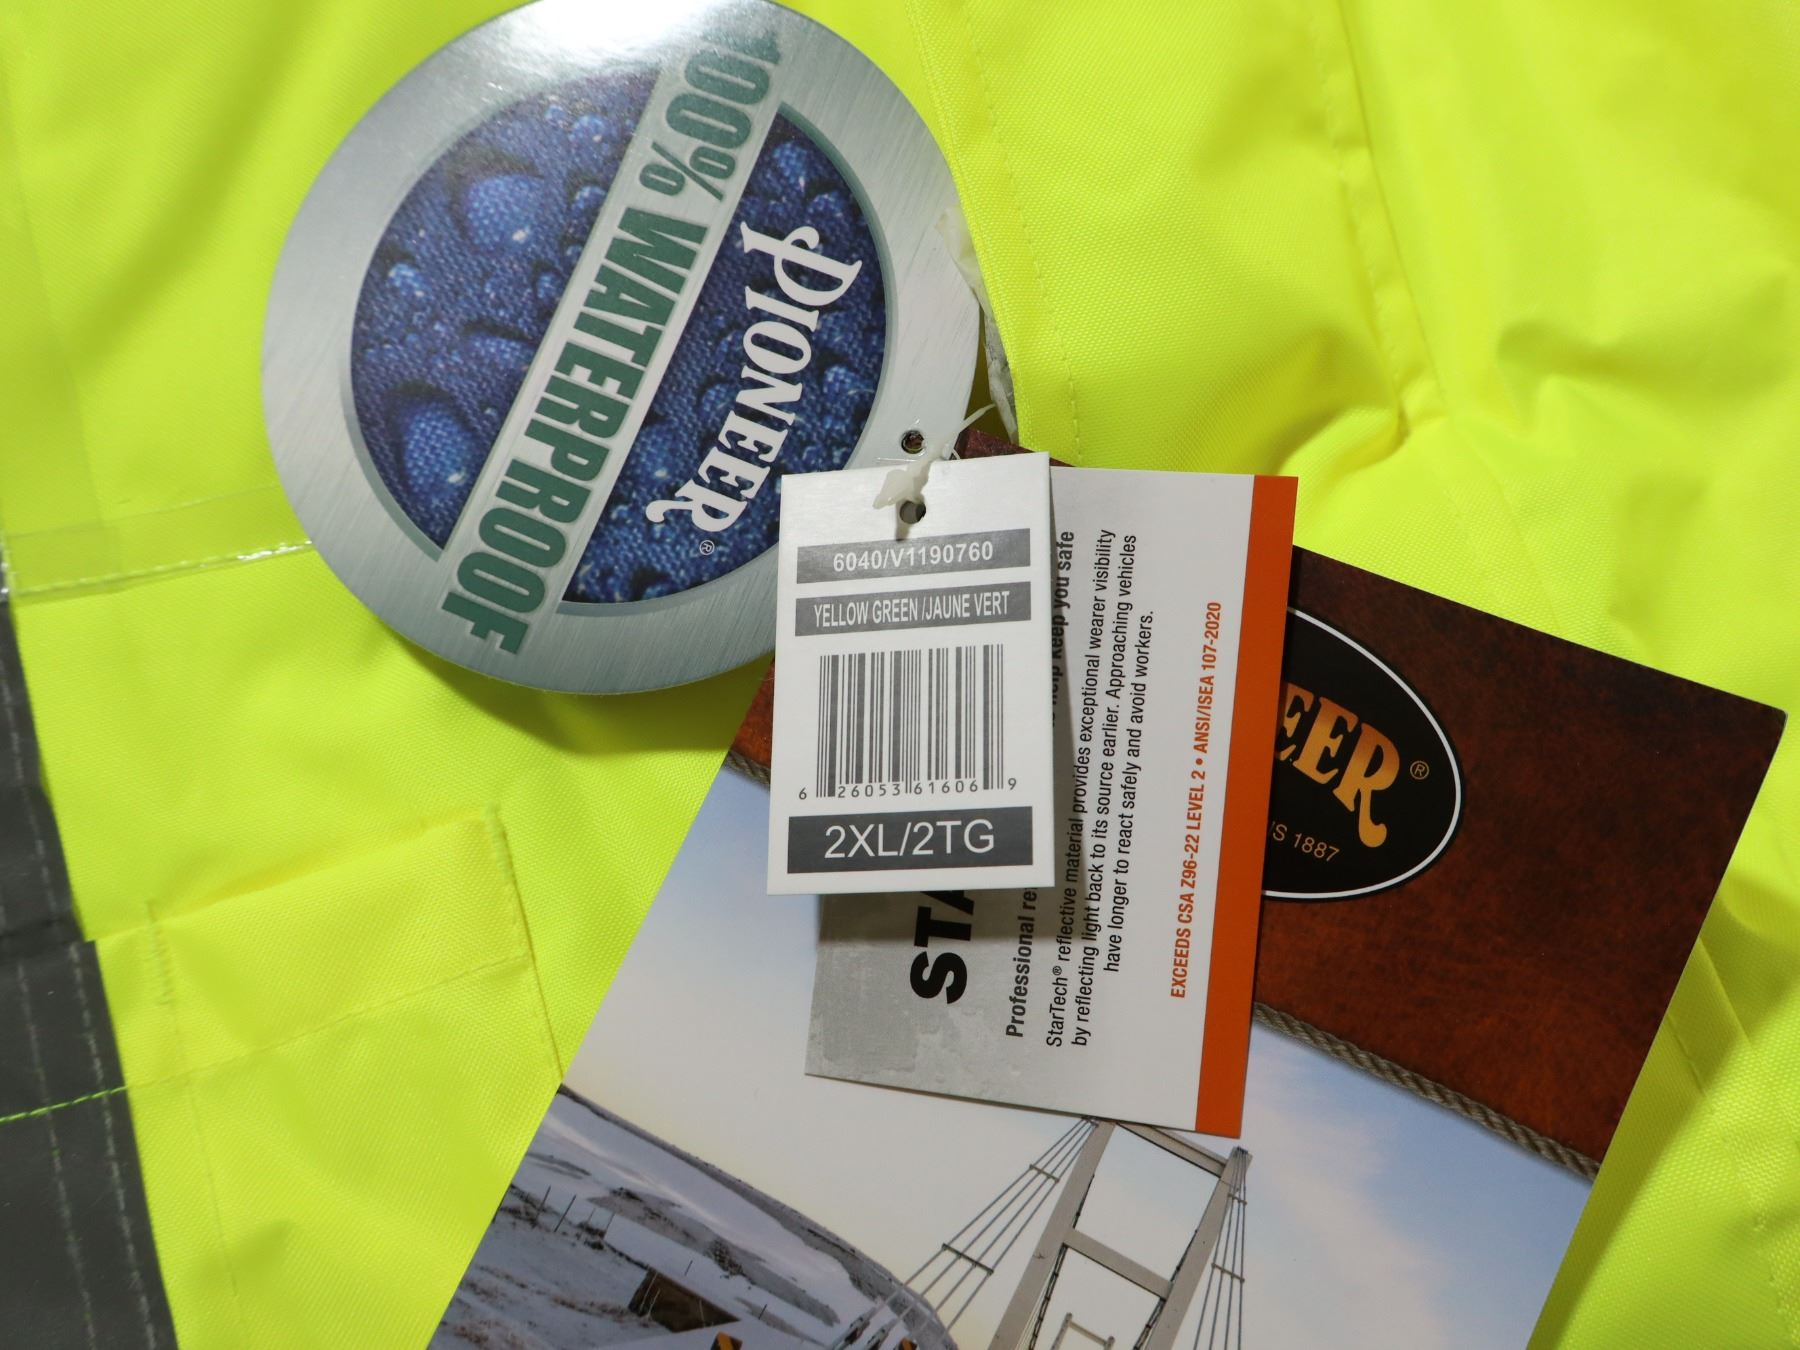 100% WATERPROOF
PIONEER®
6040/V1190760
YELLOW GREEN /JAUNE VERT
6 26053 61606 9
2XL/2TG
help keep you safe
Professional
StarTech® reflective material provides exceptional wearer visibility
by reflecting light back to its source earlier. Approaching vehicles
have longer to react safely and avoid workers.
EXCEEDS CSA Z96-22 LEVEL 2 • ANSI/ISEA 107-2020
EER®
IS 1887